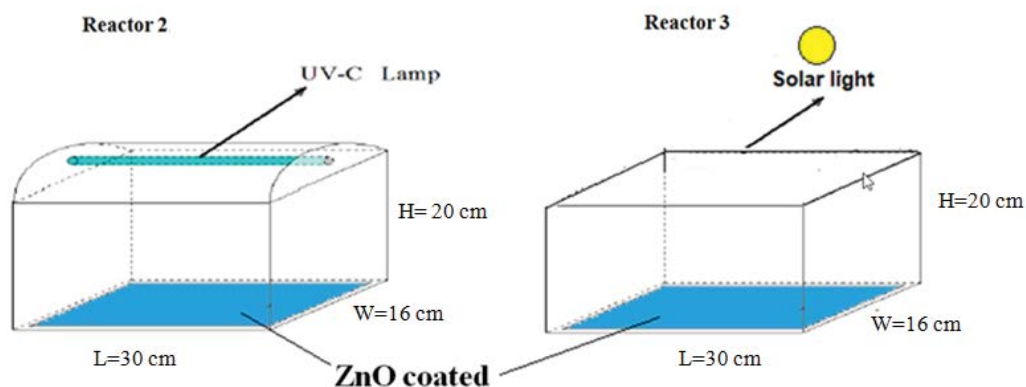 Reactor 2
Reactor 3
UV-C Lamp
Solar light
H= 20 cm
H=20 cm
W=16 cm
W=16 cm
L=30 cm
L=30 cm
ZnO coated